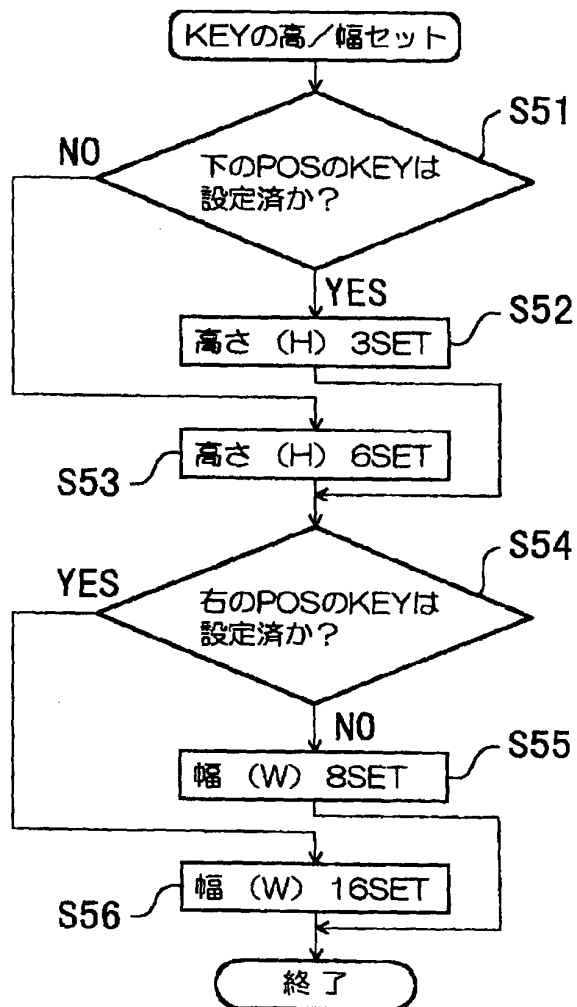 KEYの高／幅セット
S51
NO
下のPOSのKEYは
設定済か？
YES
S52
高さ（H）3SET
高さ（H）6SET
S53
S54
YES
右のPOSのKEYは
設定済か？
NO
S55
幅（W）8SET
幅（W）16SET
S56
終了